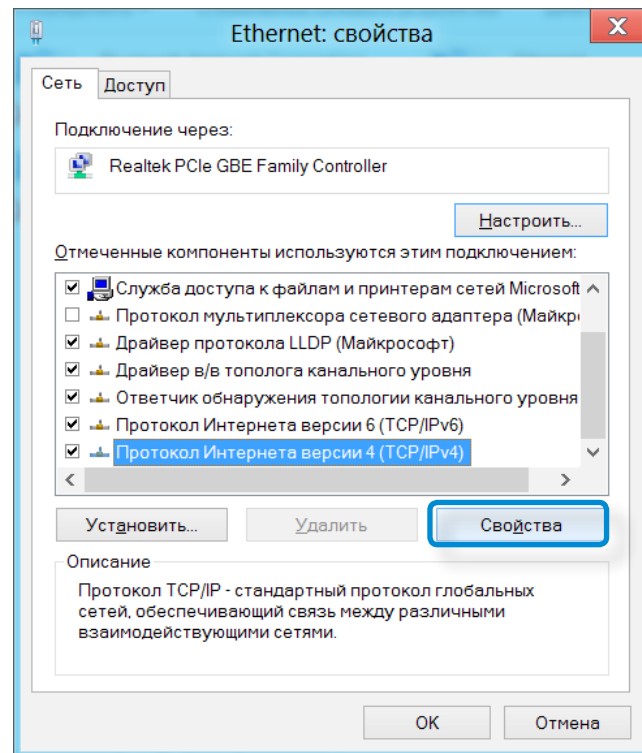 Ethernet: свойства
Сеть
Доступ
Подключение через:
Realtek PCIe GBE Family Controller
Настроить...
Отмеченные компоненты используются этим подключением:
Служба доступа к файлам и принтерам сетей Microsoft
Протокол мультиплексора сетевого адаптера (Майкр
Драйвер протокола LLDP (Майкрософт)
Драйвер в/в тополога канального уровня
Ответчик обнаружения топологии канального уровня
Протокол Интернета версии 6 (TCP/IPv6)
Протокол Интернета версии 4 (TCP/IPv4)
Установить...
Удалить
Свойства
Описание
Протокол TCP/IP - стандартный протокол глобальных
сетей, обеспечивающий связь между различными
взаимодействующими сетями.
OK
Отмена